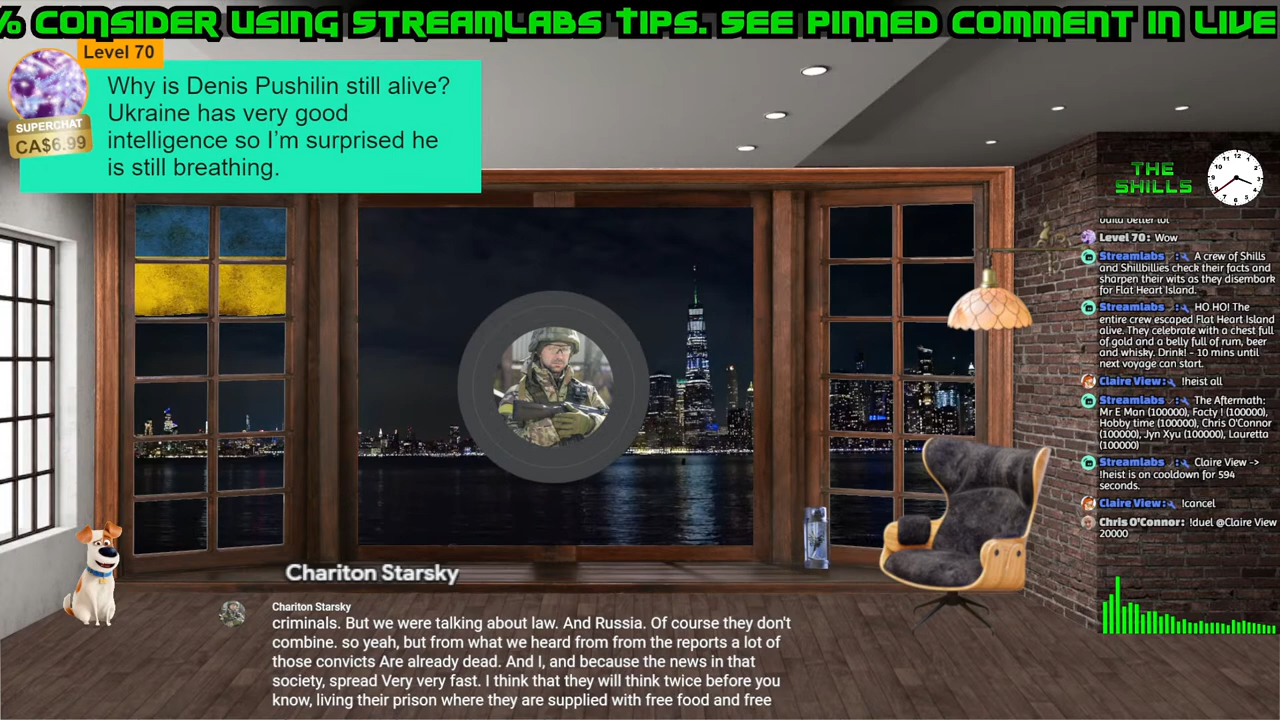 % CONSIDER USING STREAMLABS TIPS. SEE PINNED COMMENT IN LIVE
Level 70
Why is Denis Pushilin still alive?
Ukraine has very good
intelligence so I'm surprised he
is still breathing.
SUPERCHAT
CA$6.99
THE
SHILLS
build better lol
Level 70: Wow
Streamlabs : A crew of Shills
and Shillbillies check their facts and
sharpen their wits as they disembark
for Flat Heart Island.
Streamlabs : HO HO! The
entire crew escaped Flat Heart Island
alive. They celebrate with a chest full
of gold and a belly full of rum, beer
and whisky. Drink! - 10 mins until
next voyage can start.
Claire View: !heist all
Streamlabs : The Aftermath:
Mr E Man (100000), Facty ! (100000),
Hobby time (100000), Chris O'Connor
(100000), Jyn Xyu (100000), Lauretta
(100000)
Streamlabs : Claire View ->
!heist is on cooldown for 594
seconds.
Claire View: !cancel
Chris O'Connor: !duel @Claire View
20000
Chariton Starsky
Chariton Starsky
criminals. But we were talking about law. And Russia. Of course they don't
combine. so yeah, but from what we heard from from the reports a lot of
those convicts Are already dead. And I, and because the news in that
society, spread Very very fast. I think that they will think twice before you
know, living their prison where they are supplied with free food and free